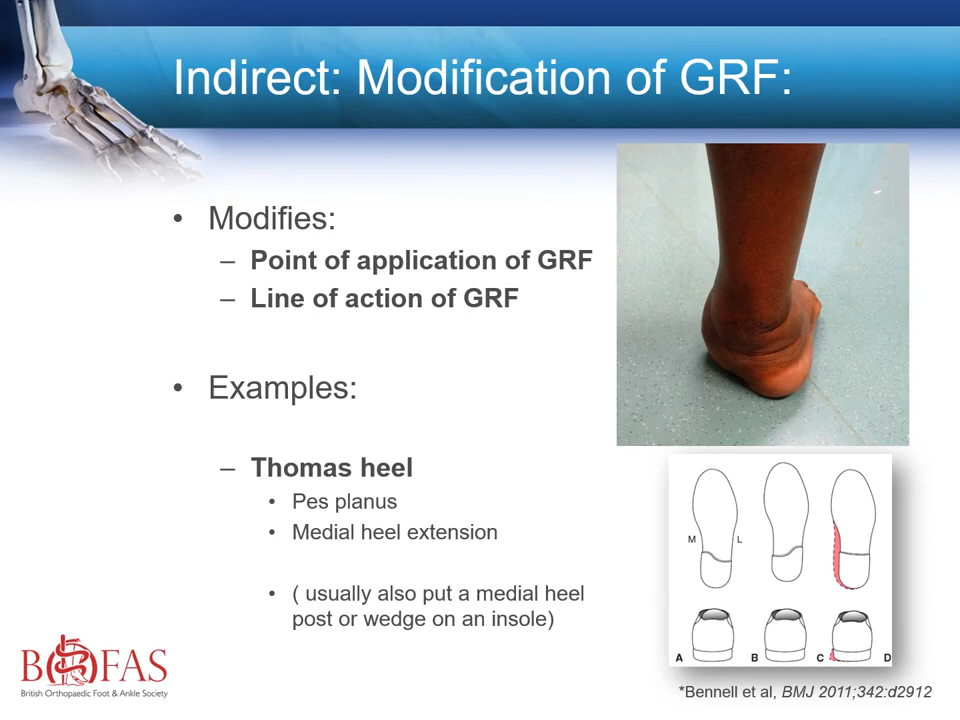 Indirect: Modification of GRF:
• Modifies:
– Point of application of GRF
– Line of action of GRF
• Examples:
– Thomas heel
• Pes planus
• Medial heel extension
• ( usually also put a medial heel
post or wedge on an insole)
M L
A B C D
BOFAS
British Orthopaedic Foot & Ankle Society
*Bennell et al, BMJ 2011;342:d2912